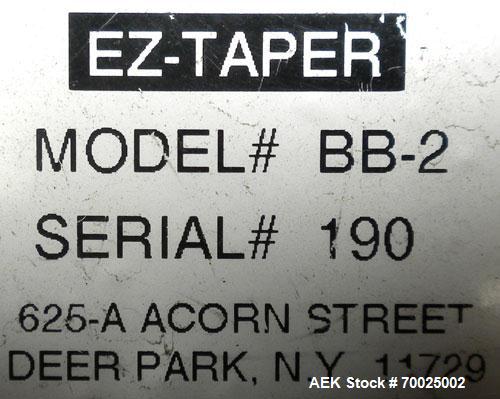 EZ-TAPER
MODEL# BB-2
SERIAL# 190
625-A ACORN STREET
DEER PARK, N.Y. 11729
AEK Stock # 70025002